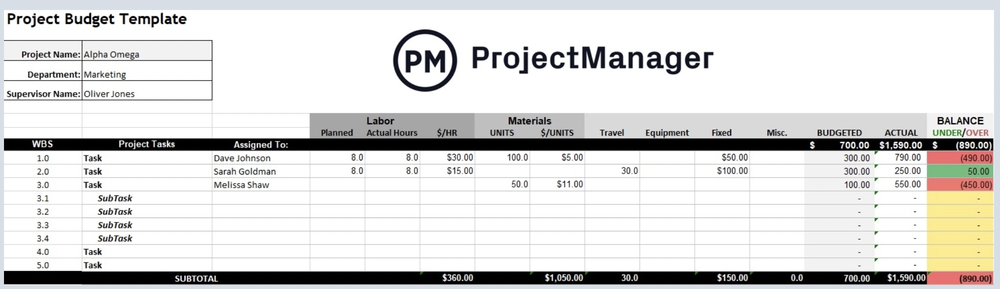 Project Budget Template
PM ProjectManager
Project Name: Alpha Omega
Department: Marketing
Supervisor Name: Oliver Jones
Labor Materials BALANCE
Planned Actual Hours $/HR UNITS $/UNITS Travel Equipment Fixed Misc. BUDGETED ACTUAL UNDER/OVER
WBS Project Tasks Assigned To: $ 700.00 $1,590.00 $ (890.00)
1.0 Task Dave Johnson 8.0 8.0 $30.00 100.0 $5.00 $50.00 300.00 790.00 (490.00)
2.0 Task Sarah Goldman 8.0 8.0 $15.00 30.0 $100.00 300.00 250.00 50.00
3.0 Task Melissa Shaw 50.0 $11.00 100.00 550.00 (450.00)
3.1 SubTask - - -
3.2 SubTask - - -
3.3 SubTask - - -
3.4 SubTask - - -
4.0 Task - - -
5.0 Task - - -
SUBTOTAL $360.00 $1,050.00 30.0 $150.00 0.0 700.00 $1,590.00 (890.00)